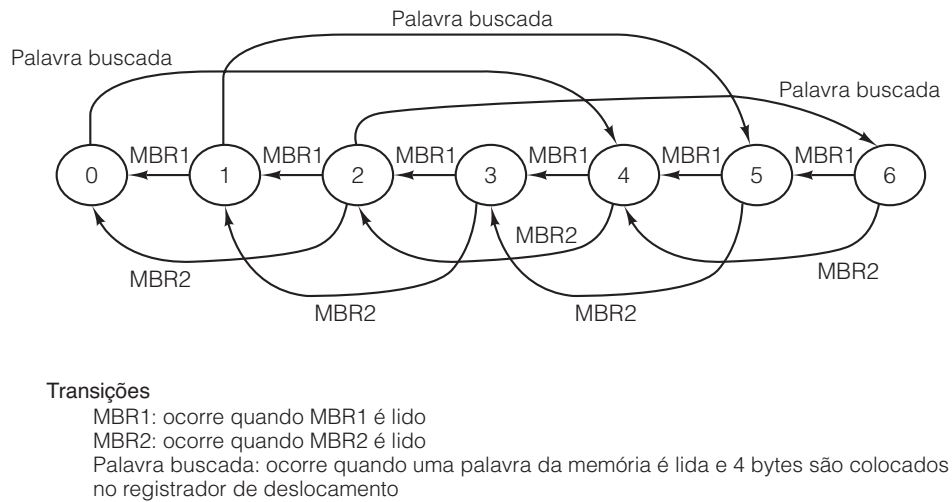 Palavra buscada
Palavra buscada
Palavra buscada
MBR1 MBR1 MBR1 MBR1 MBR1 MBR1
0 1 2 3 4 5 6
MBR2
MBR2 MBR2
MBR2 MBR2
Transições
MBR1: ocorre quando MBR1 é lido
MBR2: ocorre quando MBR2 é lido
Palavra buscada: ocorre quando uma palavra da memória é lida e 4 bytes são colocados
no registrador de deslocamento